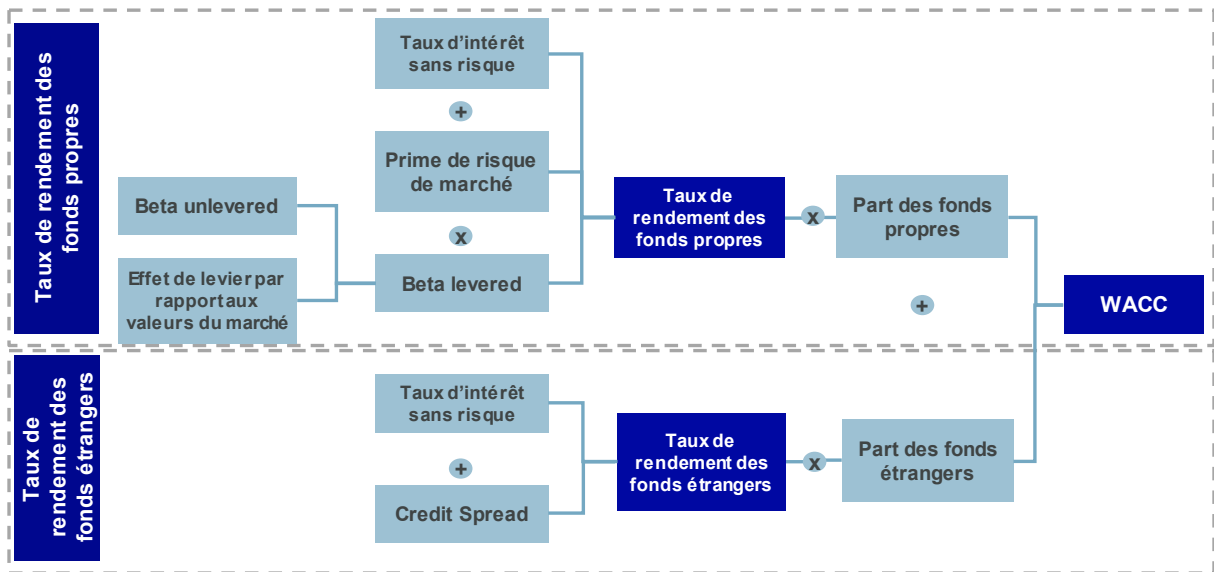 Taux de rendement des
fonds propres
Taux d'intérêt
sans risque
+
Prime de risque
de marché
x
Beta unlevered
Effet de levier par
rapport aux
valeurs du marché
Beta levered
Taux de
rendement des
fonds propres
x
Part des fonds
propres
+
WACC
Taux de
rendement des
fonds étrangers
Taux d'intérêt
sans risque
+
Credit Spread
Taux de
rendement des
fonds étrangers
x
Part des fonds
étrangers